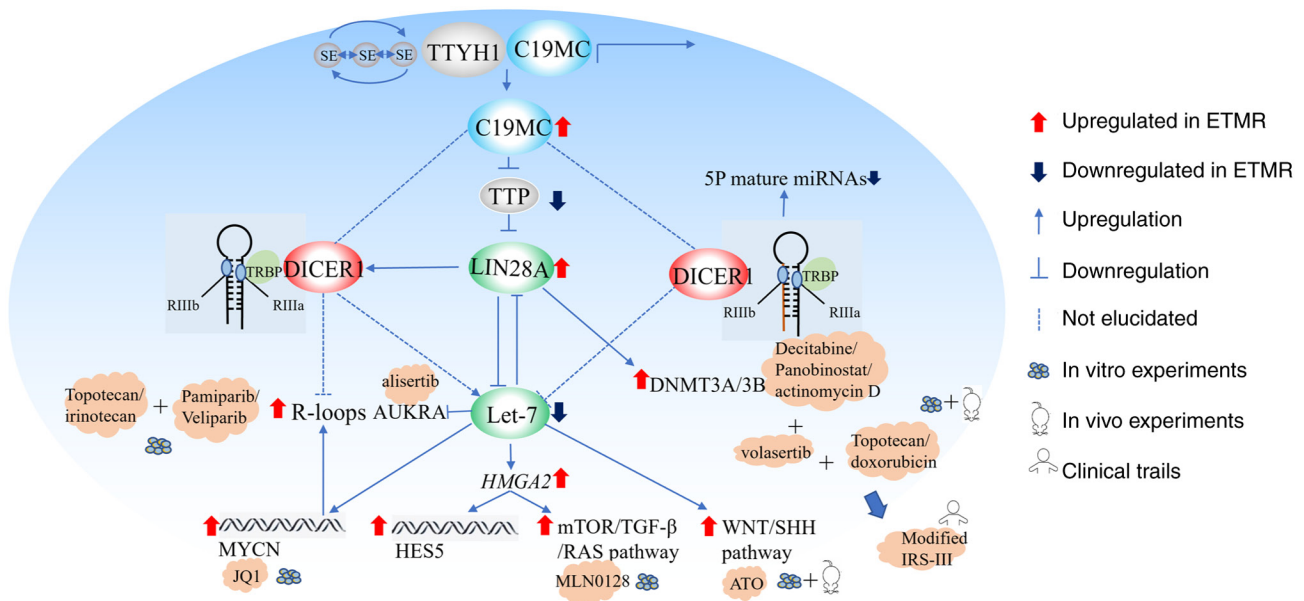 SE
SE
SE
TTYH1
C19MC
C19MC
TTP
5P mature miRNAs
TRBP
DICER1
RIIIb
RIIIa
LIN28A
DICER1
TRBP
RIIIb
RIIIa
Decitabine/
Panobinostat/
actinomycin D
DNMT3A/3B
alisertib
AUKRA
Let-7
Topotecan/
irinotecan
+
Pamiparib/
Veliparib
R-loops
+
+
volasertib
+
Topotecan/
doxorubicin
HMGA2
MYCN
JQ1
HES5
mTOR/TGF-β
/RAS pathway
MLN0128
WNT/SHH
pathway
ATO
+
Modified
IRS-III
Upregulated in ETMR
Downregulated in ETMR
Upregulation
Downregulation
Not elucidated
In vitro experiments
In vivo experiments
Clinical trails